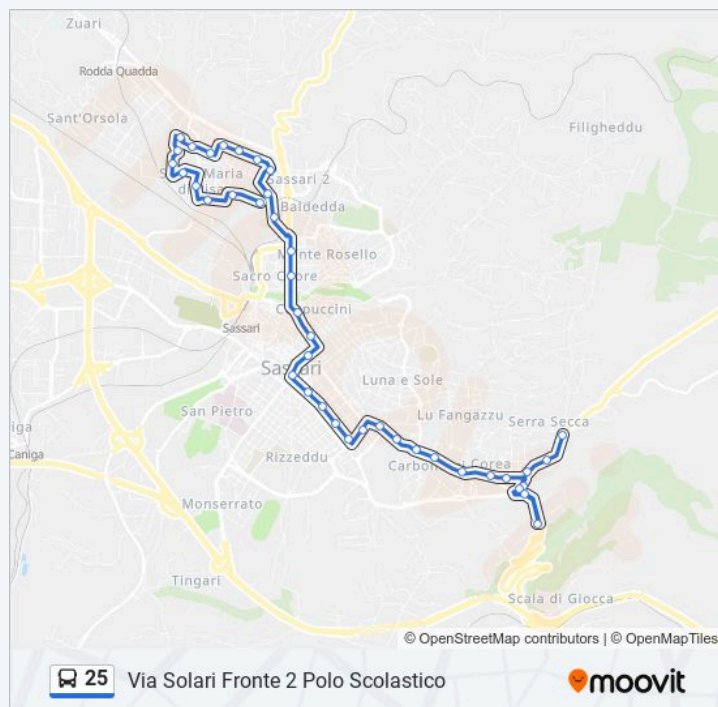 Zuari
Rodda Quadda
Sant'Orsola
Filigheddu
Maria
Sassari 2
Baldedda
Monte Rosello
Sacro Cuore
Cappuccini
Sassari
Sassari
Luna e Sole
San Pietro
Lu Fangazzu
Serra Secca
Caniga
Rizzeddu
Corea
Monserrato
Tingari
Scala di Giocca
© OpenStreetMap contributors | © OpenMapTiles
25 Via Solari Fronte 2 Polo Scolastico
moovit